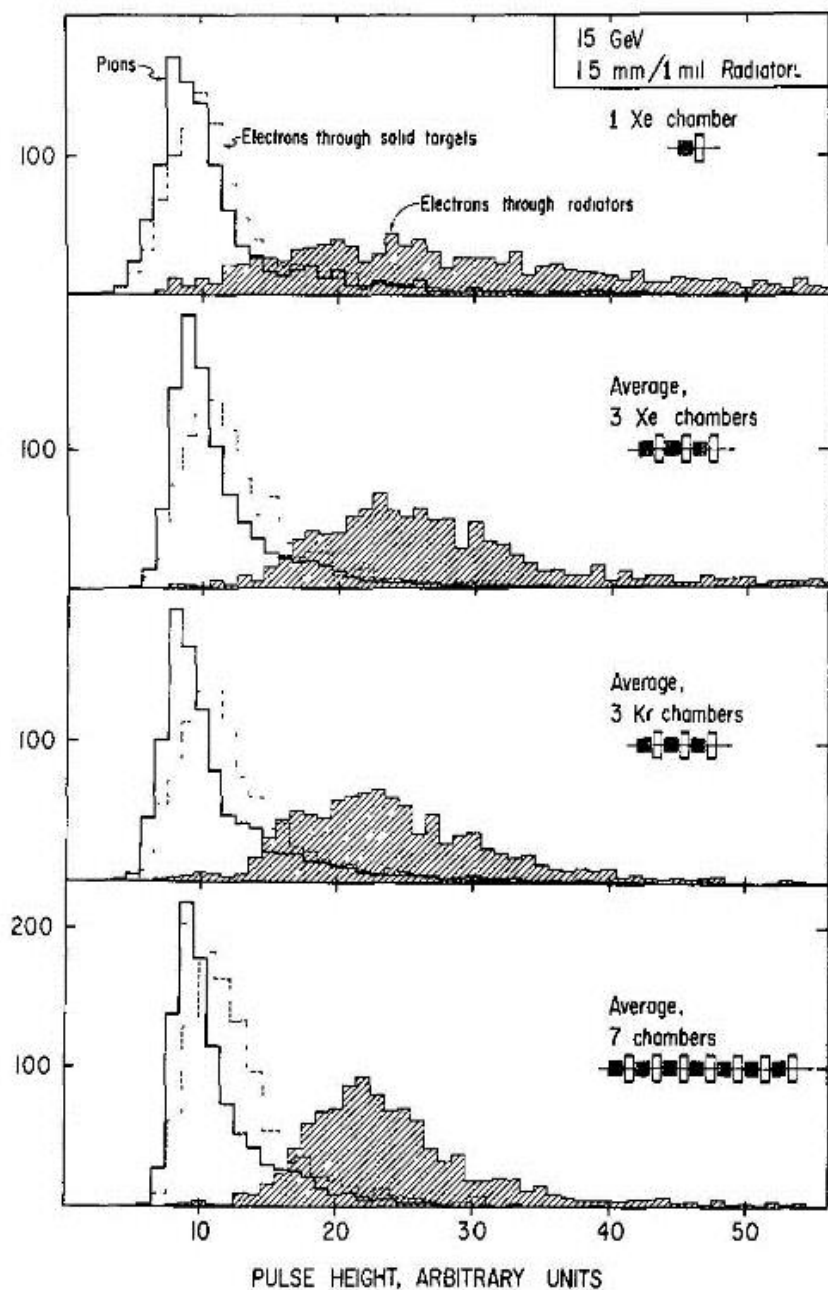 15 GeV
15 mm/1 mil Radiators
Pions
1 Xe chamber
Electrons through solid targets
100
Electrons through radiators
Average,
3 Xe chambers
100
Average,
3 Kr chambers
100
200
Average,
7 chambers
100
10 20 30 40 50
PULSE HEIGHT, ARBITRARY UNITS